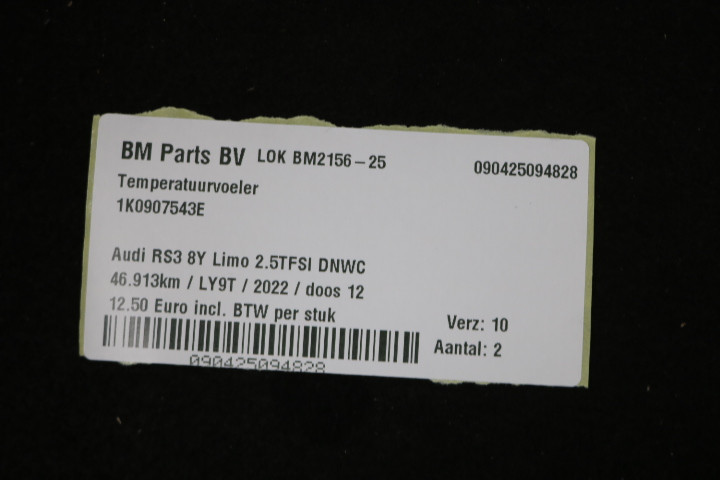 BM Parts BV LOK BM2156-25 090425094828
Temperatuurvoeler
1K0907543E
Audi RS3 8Y Limo 2.5TFSI DNWC
46.913km / LY9T / 2022 / doos 12
12.50 Euro incl. BTW per stuk
Verz: 10
Aantal: 2
090425094828